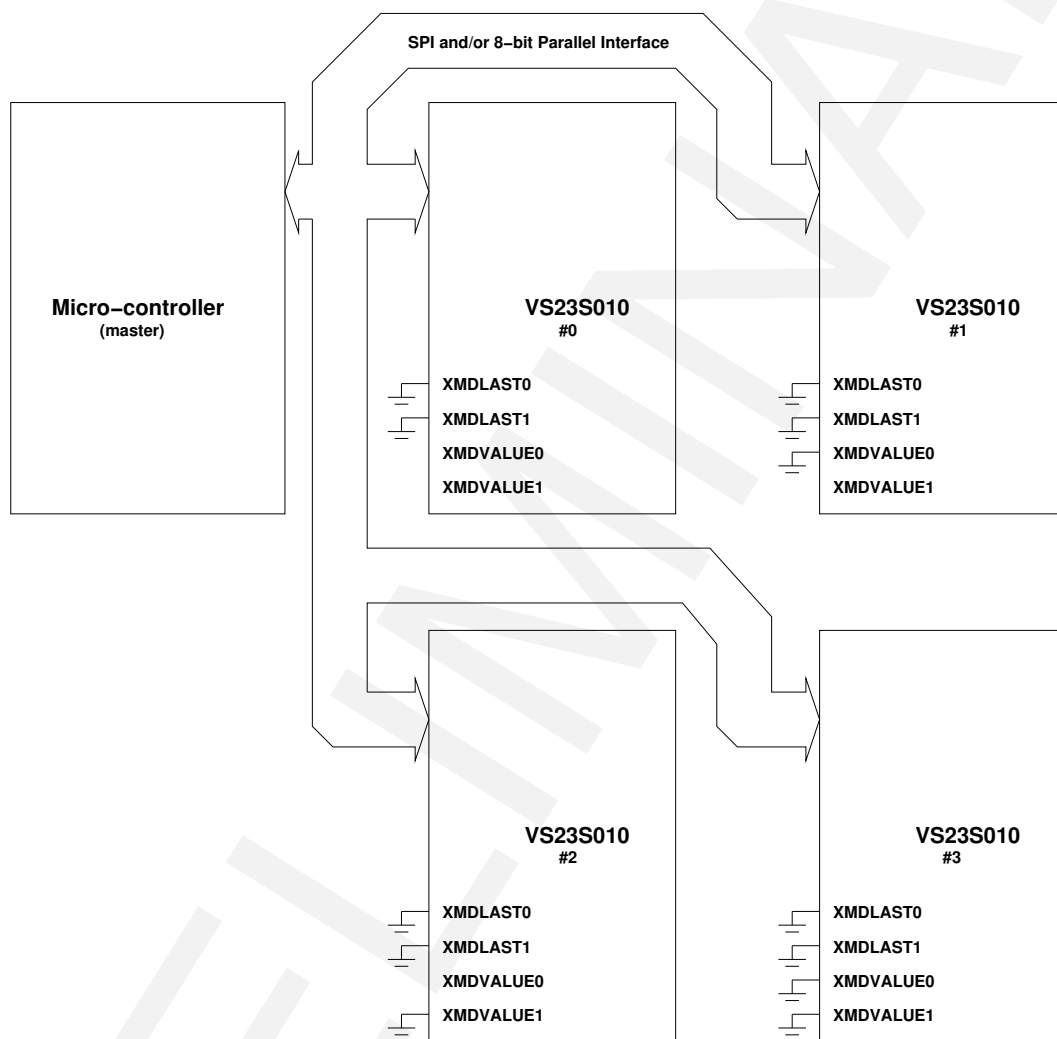 SPI and/or 8−bit Parallel Interface
Micro−controller
(master)
VS23S010
#0
XMDLAST0
XMDLAST1
XMDVALUE0
XMDVALUE1
VS23S010
#1
XMDLAST0
XMDLAST1
XMDVALUE0
XMDVALUE1
VS23S010
#2
XMDLAST0
XMDLAST1
XMDVALUE0
XMDVALUE1
VS23S010
#3
XMDLAST0
XMDLAST1
XMDVALUE0
XMDVALUE1